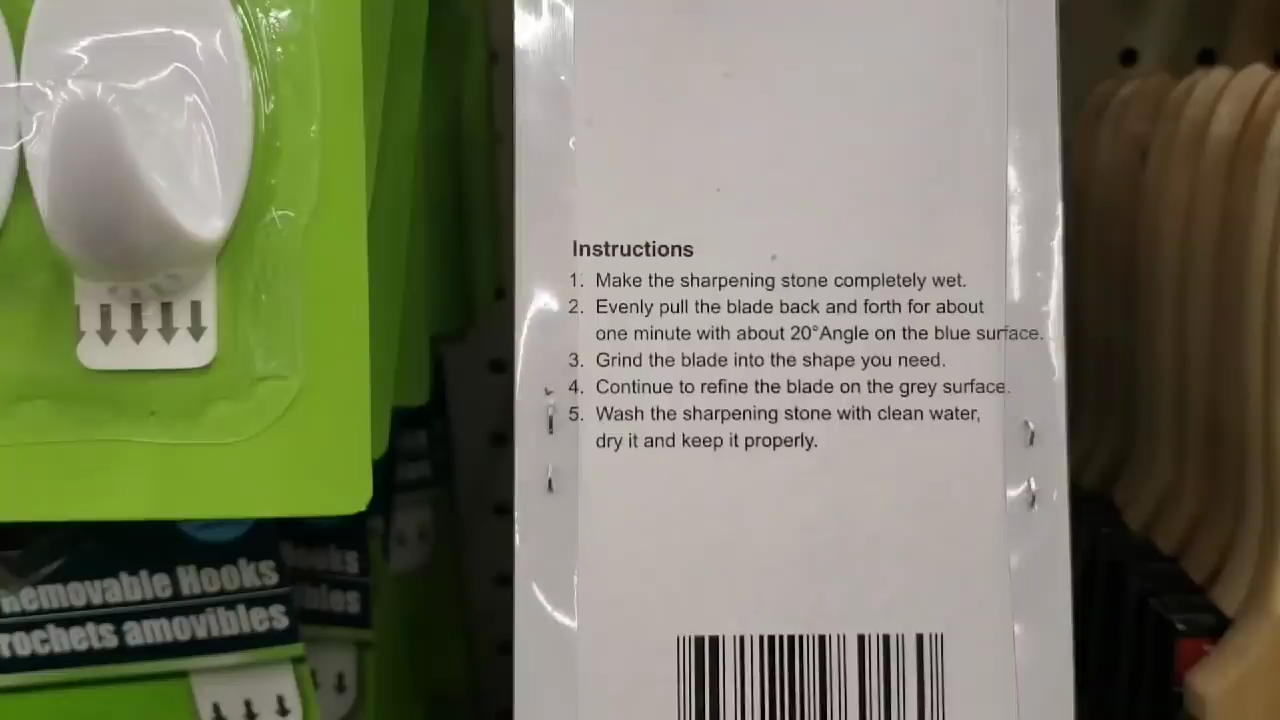 Instructions
1. Make the sharpening stone completely wet.
2. Evenly pull the blade back and forth for about
one minute with about 20°Angle on the blue surface.
3. Grind the blade into the shape you need.
4. Continue to refine the blade on the grey surface.
5. Wash the sharpening stone with clean water,
dry it and keep it properly.
Removable Hooks
rochets amovibles